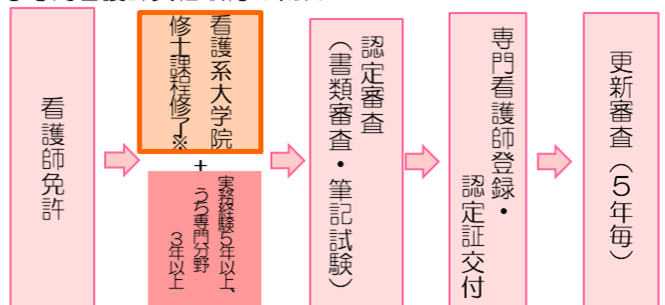 看護師免許
看護系大学院
修士課程修了※
+
実務経験5年以上、
うち専門分野
3年以上
認定審査
（書類審査・筆記試験）
専門看護師登録・
認定証交付
更新審査（5年毎）